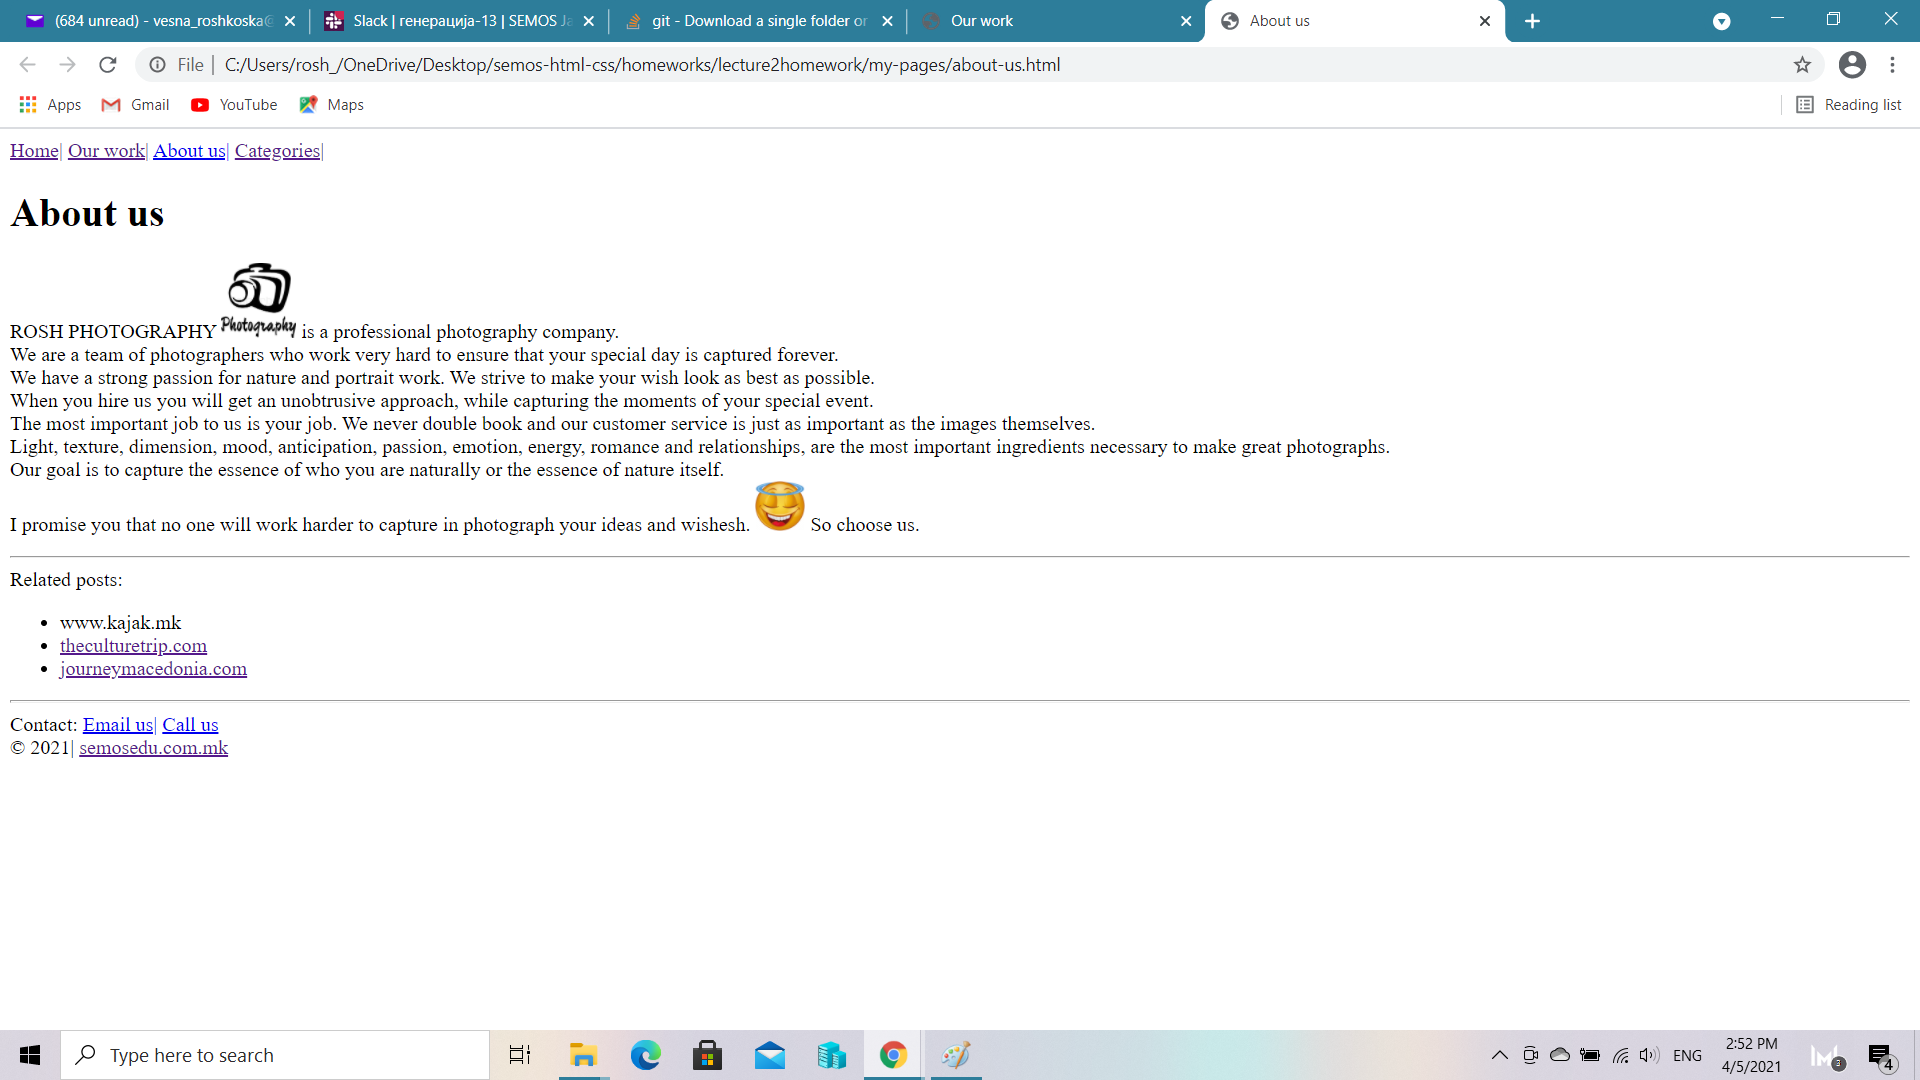 (684 unread) - vesna_roshkoska@
Slack | генерација-13 | SEMOS Ja
git - Download a single folder or
Our work
About us
File | C:/Users/rosh_/OneDrive/Desktop/semos-html-css/homeworks/lecture2homework/my-pages/about-us.html
Apps Gmail YouTube Maps Reading list
Home| Our work| About us| Categories|
About us
Photography
ROSH PHOTOGRAPHY is a professional photography company.
We are a team of photographers who work very hard to ensure that your special day is captured forever.
We have a strong passion for nature and portrait work. We strive to make your wish look as best as possible.
When you hire us you will get an unobtrusive approach, while capturing the moments of your special event.
The most important job to us is your job. We never double book and our customer service is just as important as the images themselves.
Light, texture, dimension, mood, anticipation, passion, emotion, energy, romance and relationships, are the most important ingredients necessary to make great photographs.
Our goal is to capture the essence of who you are naturally or the essence of nature itself.
I promise you that no one will work harder to capture in photograph your ideas and wishesh. So choose us.
Related posts:
• www.kajak.mk
• theculturetrip.com
• journeymacedonia.com
Contact: Email us| Call us
© 2021| semosedu.com.mk
Type here to search
ENG
2:52 PM
4/5/2021
3
4